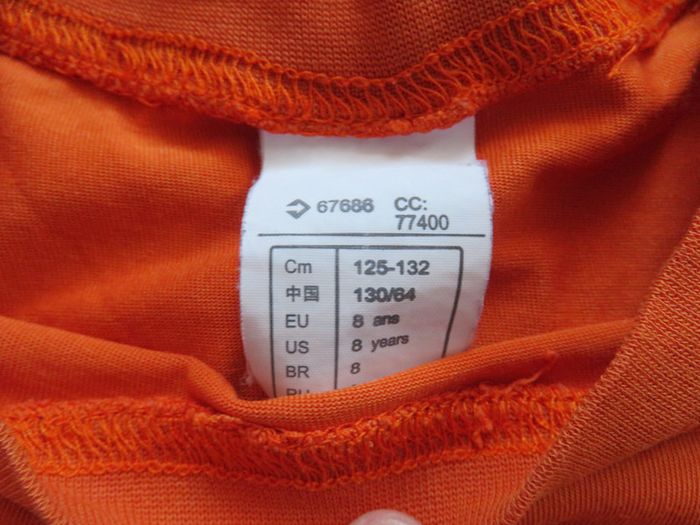 67686 CC:
77400
Cm 125-132
中国 130/64
EU 8 ans
US 8 years
BR 8